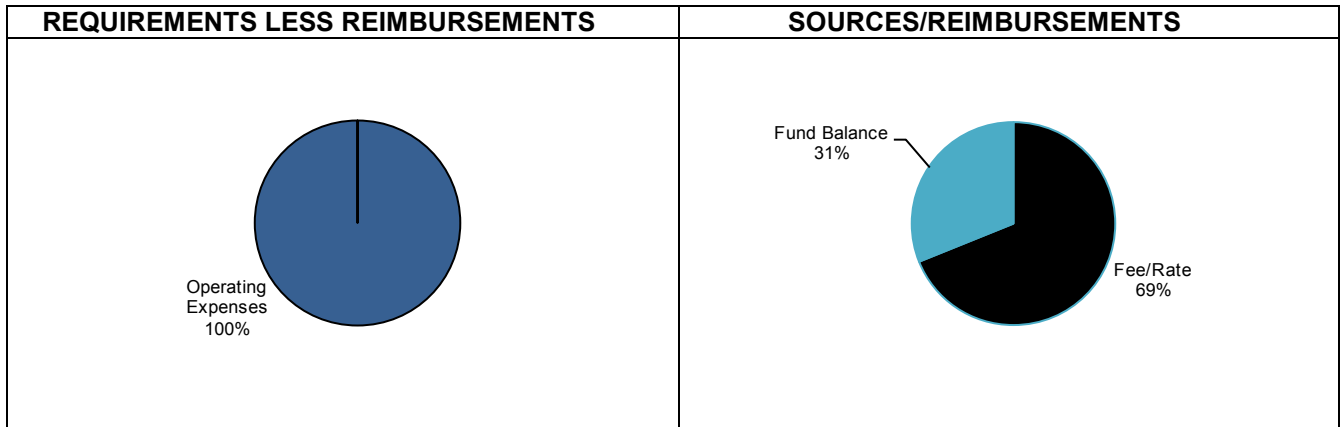 REQUIREMENTS LESS REIMBURSEMENTS
SOURCES/REIMBURSEMENTS
Operating
Expenses
100%
Fund Balance
31%
Fee/Rate
69%